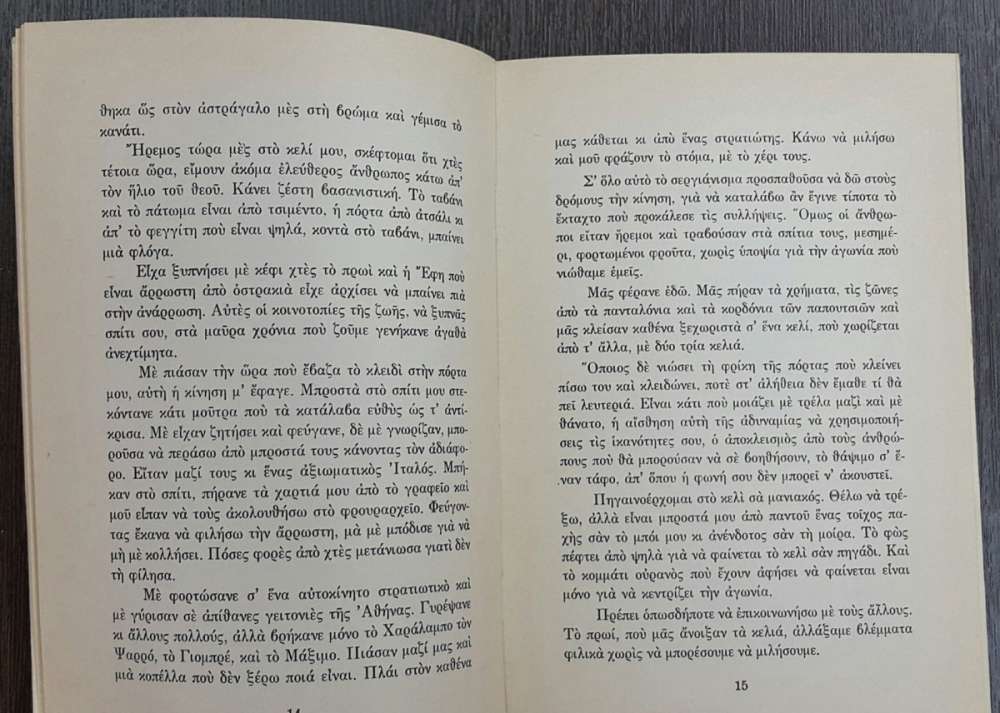 θηκα ὥς στὸν ἀστράγαλο μὲς στὴ βρώμα καὶ γέμισα τὸ
κανάτι.
Ἤρεμος τώρα μὲς στὸ κελί μου, σκέφτομαι ὅτι χτὲς
τέτοια ὥρα, εἴμουν ἀκόμα ἐλεύθερος ἄνθρωπος κάτω ἀπ'
τὸν ἥλιο τοῦ θεοῦ. Κάνει ζέστη βασανιστική. Τὸ ταβάνι
καὶ τὸ πάτωμα εἶναι ἀπὸ τσιμέντο, ἡ πόρτα ἀπὸ ἀτσάλι κι
ἀπ' τὸ φεγγίτη ποὺ εἶναι ψηλά, κοντὰ στὸ ταβάνι, μπαίνει
μιὰ φλόγα.
Εἶχα ξυπνήσει μὲ κέφι χτὲς τὸ πρωὶ καὶ ἡ Ἔφη ποὺ
εἶναι ἄρρωστη ἀπὸ ὀστρακιὰ εἶχε ἀρχίσει νὰ μπαίνει πιὰ
στὴν ἀνάρρωση. Αὐτὲς οἱ κοινοτοπίες τῆς ζωῆς, νὰ ξυπνᾶς
σπίτι σου, στὰ μαῦρα χρόνια ποὺ ζοῦμε γενήκανε ἀγαθὰ
ἀνεχτίμητα.
Μὲ πιάσαν τὴν ὥρα ποὺ ἔβαζα τὸ κλειδὶ στὴν πόρτα
μου, αὐτὴ ἡ κίνηση μ' ἔφαγε. Μπροστὰ στὸ σπίτι μου στε-
κόντανε κάτι μοῦτρα ποὺ τὰ κατάλαβα εὐθὺς ὡς τ' ἀντί-
κρισα. Μὲ εἴχαν ζητήσει καὶ φεύγανε, δὲ μὲ γνωρίζαν, μπο-
ροῦσα νὰ περάσω ἀπὸ μπροστά τους κάνοντας τὸν ἀδιάφο-
ρο. Εἴταν μαζί τους κι ἕνας ἀξιωματικὸς Ἰταλός. Μπή-
καν στὸ σπίτι, πήρανε τὰ χαρτιά μου ἀπὸ τὸ γραφεῖο καὶ
μοῦ εἶπαν νὰ τοὺς ἀκολουθήσω στὸ φρουραρχεῖο. Φεύγον-
τας ἔκανα νὰ φιλήσω τὴν ἄρρωστη, μὰ μὲ μπόδισε γιὰ νὰ
μὴ μὲ κολλήσει. Πόσες φορὲς ἀπὸ χτὲς μετάνιωσα γιατὶ δὲν
τὴ φίλησα.
Μὲ φορτώσανε σ' ἕνα αὐτοκίνητο στρατιωτικὸ καὶ
μὲ γύρισαν σὲ ἀπίθανες γειτονιὲς τῆς Ἀθήνας. Γυρέψανε
κι ἄλλους πολλούς, ἀλλὰ βρήκανε μόνο τὸ Χαράλαμπο τὸν
Ψαρρό, τὸ Γιομπρέ, καὶ τὸ Μάξιμο. Πιάσαν μαζί μας καὶ
μιὰ κοπέλλα ποὺ δὲν ξέρω ποιά εἶναι. Πλάι στὸν καθένα
14
μας κάθεται κι ἀπὸ ἕνας στρατιώτης. Κάνω νὰ μιλήσω
καὶ μοῦ φράζουν τὸ στόμα, μὲ τὸ χέρι τους.
Σ' ὅλο αὐτὸ τὸ σεργιάνισμα προσπαθοῦσα νὰ δῶ στοὺς
δρόμους τὴν κίνηση, γιὰ νὰ καταλάβω ἂν ἔγινε τίποτα τὸ
ἔκταχτο ποὺ προκάλεσε τὶς συλλήψεις. Ὅμως οἱ ἄνθρω-
ποι εἴταν ἤρεμοι καὶ τραβοῦσαν στὰ σπίτια τους, μεσημέ-
ρι, φορτωμένοι φροῦτα, χωρὶς ὑποψία γιὰ τὴν ἀγωνία ποὺ
νιώθαμε ἐμεῖς.
Μᾶς φέρανε ἐδῶ. Μᾶς πῆραν τὰ χρήματα, τὶς ζῶνες
ἀπὸ τὰ πανταλόνια καὶ τὰ κορδόνια τῶν παπουτσιῶν καὶ
μᾶς κλείσαν καθένα ξεχωριστὰ σ' ἕνα κελί, ποὺ χωρίζεται
ἀπὸ τ' ἄλλα, μὲ δύο τρία κελιά.
Ὅποιος δὲ νιώσει τὴ φρίκη τῆς πόρτας ποὺ κλείνει
πίσω του καὶ κλειδώνει, ποτὲ στ' ἀλήθεια δὲν ἔμαθε τί θὰ
πεῖ λευτεριά. Εἶναι κάτι ποὺ μοιάζει μὲ τρέλα μαζὶ καὶ μὲ
θάνατο, ἡ αἴσθηση αὐτὴ τῆς ἀδυναμίας νὰ χρησιμοποιή-
σεις τὶς ἱκανότητες σου, ὁ ἀποκλεισμὸς ἀπὸ τοὺς ἀνθρώ-
πους ποὺ θὰ μποροῦσαν νὰ σὲ βοηθήσουν, τὸ θάψιμο σ' ἕ-
ναν τάφο, ἀπ' ὅπου ἡ φωνή σου δὲν μπορεῖ ν' ἀκουστεῖ.
Πηγαινοέρχομαι στὸ κελὶ σὰ μανιακός. Θέλω νὰ τρέ-
ξω, ἀλλὰ εἶναι μπροστά μου ἀπὸ παντοῦ ἕνας τοῖχος πα-
χὺς σὰν τὸ μπόι μου κι ἀνένδοτος σὰν τὴ μοίρα. Τὸ φῶς
πέφτει ἀπὸ ψηλὰ γιὰ νὰ φαίνεται τὸ κελὶ σὰν πηγάδι. Καὶ
τὸ κομμάτι οὐρανὸς ποὺ ἔχουν ἀφήσει νὰ φαίνεται εἶναι
μόνο γιὰ νὰ κεντρίζει τὴν ἀγωνία.
Πρέπει ὁπωσδήποτε νὰ ἐπικοινωνήσω μὲ τοὺς ἄλλους.
Τὸ πρωί, ποὺ μᾶς ἄνοιξαν τὰ κελιά, ἀλλάξαμε βλέμματα
φιλικὰ χωρὶς νὰ μπορέσουμε νὰ μιλήσουμε.
15